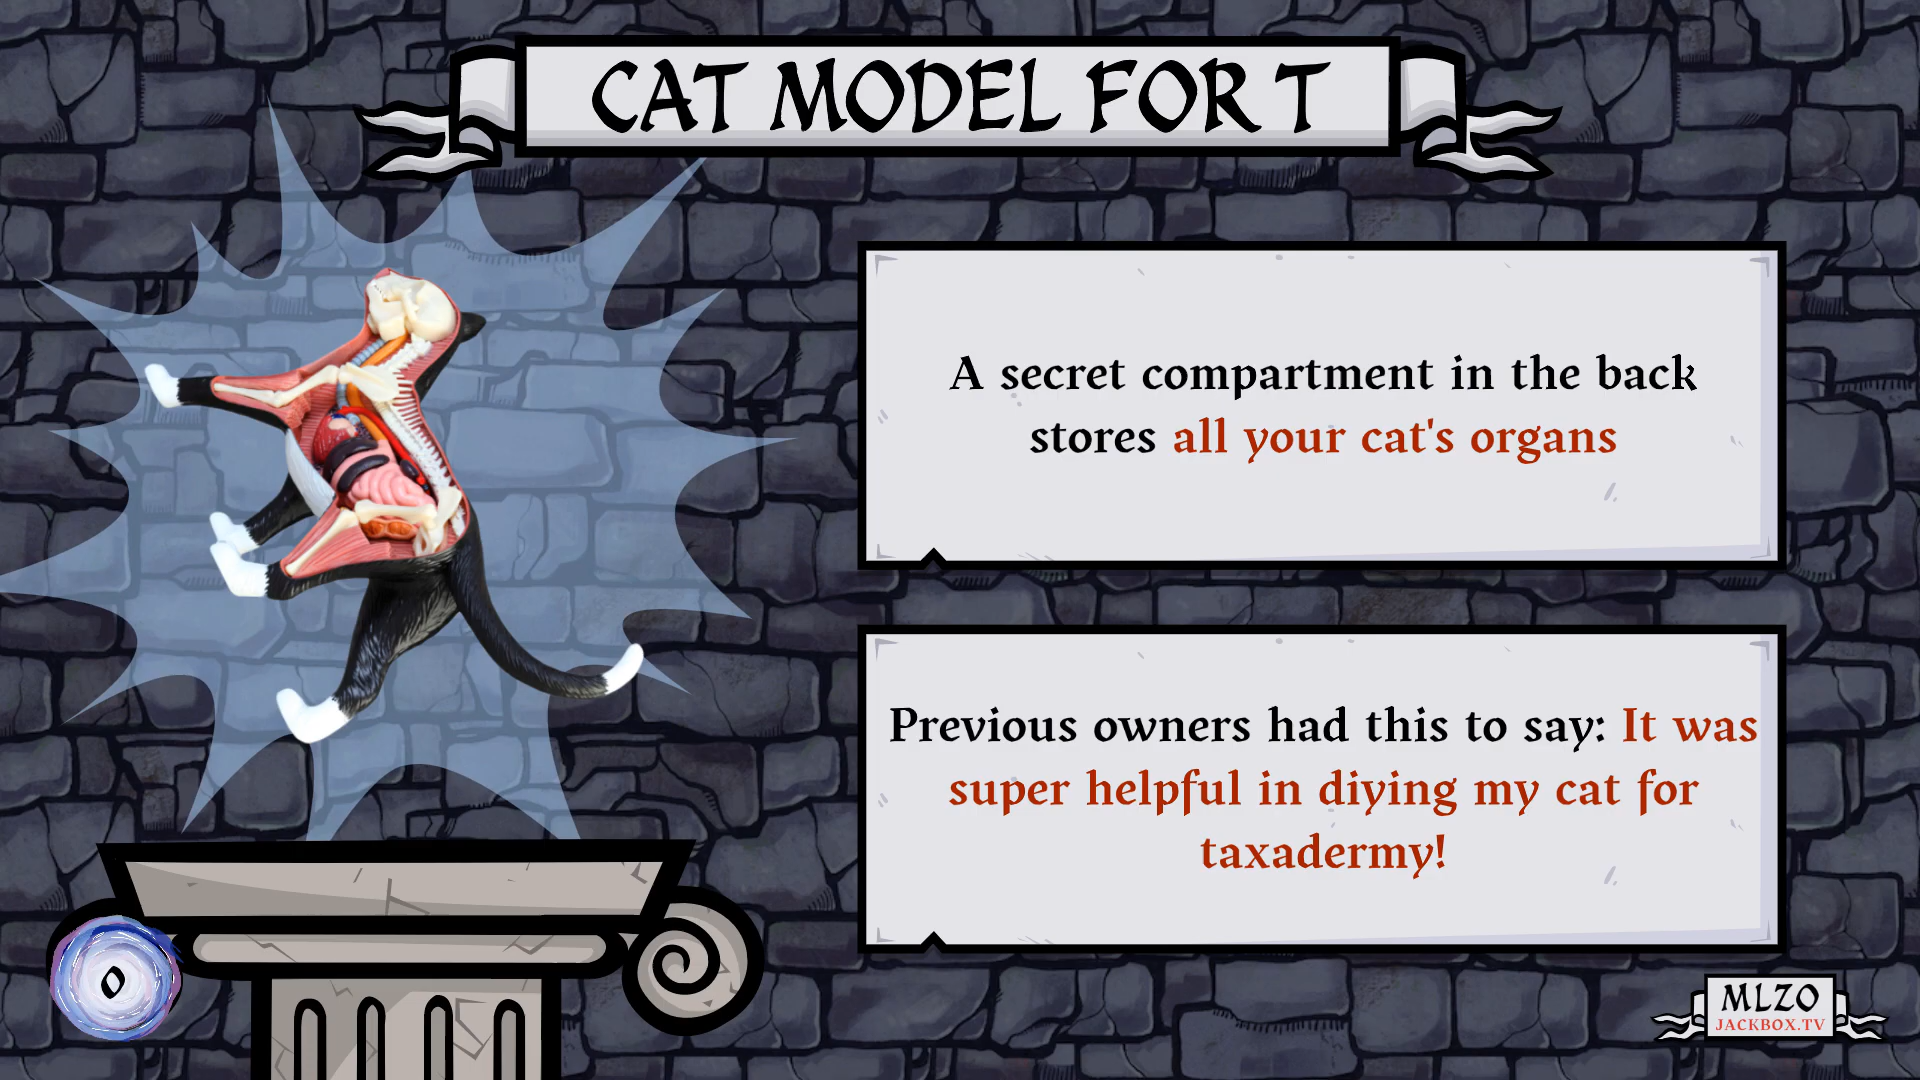 CAT MODEL FOR T
A secret compartment in the back
stores all your cat's organs
Previous owners had this to say: It was
super helpful in diying my cat for
taxadermy!
0
MLZO
JACKBOX.TV